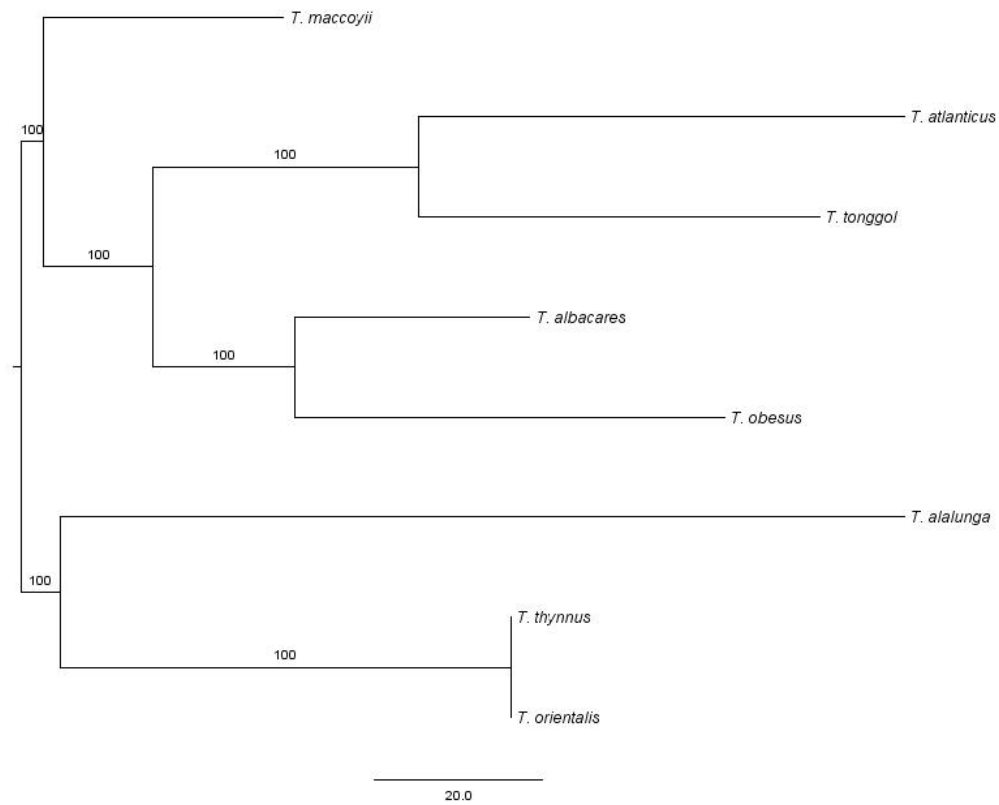 T. maccoyii
T. atlanticus
100
100
T. tonggol
100
T. albacares
100
T. obesus
T. alalunga
100
T. thynnus
100
T. orientalis
20.0